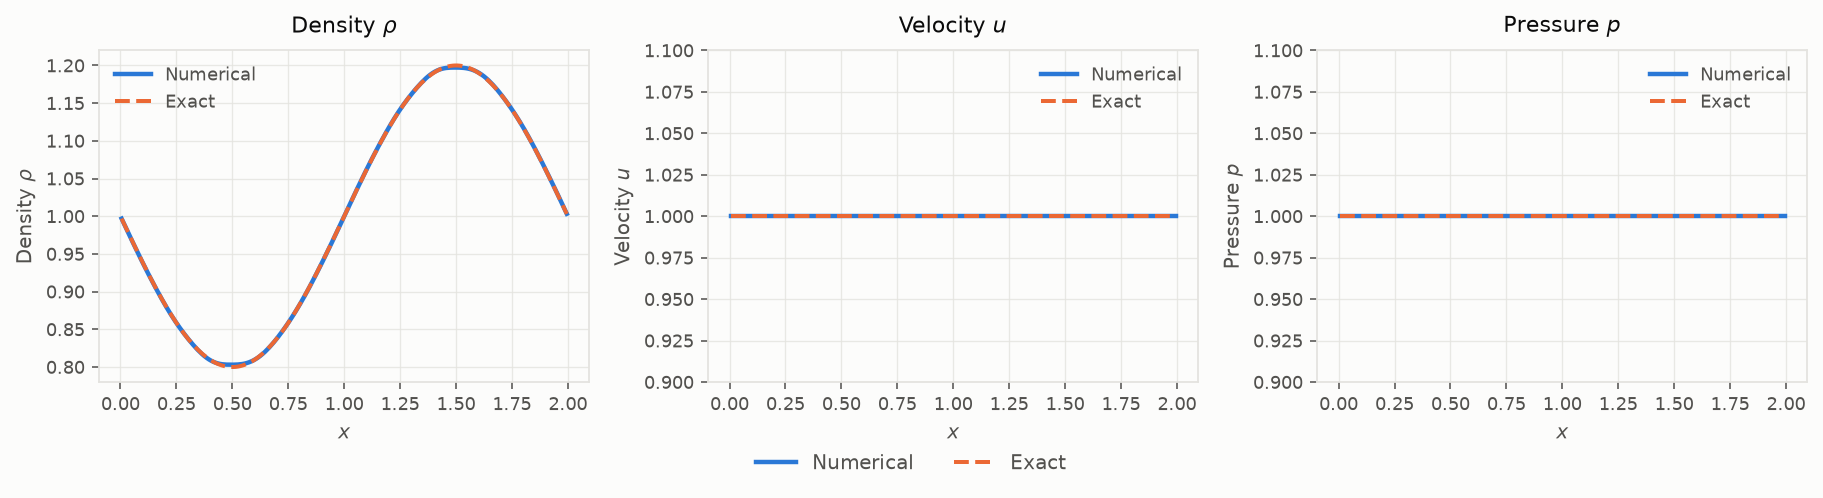 Density ρ
Numerical
Exact
1.20
1.15
1.10
1.05
1.00
0.95
0.90
0.85
0.80
Density ρ
0.00 0.25 0.50 0.75 1.00 1.25 1.50 1.75 2.00
x
Velocity u
Numerical
Exact
1.100
1.075
1.050
1.025
1.000
0.975
0.950
0.925
0.900
Velocity u
0.00 0.25 0.50 0.75 1.00 1.25 1.50 1.75 2.00
x
Pressure p
Numerical
Exact
1.100
1.075
1.050
1.025
1.000
0.975
0.950
0.925
0.900
Pressure p
0.00 0.25 0.50 0.75 1.00 1.25 1.50 1.75 2.00
x
Numerical Exact